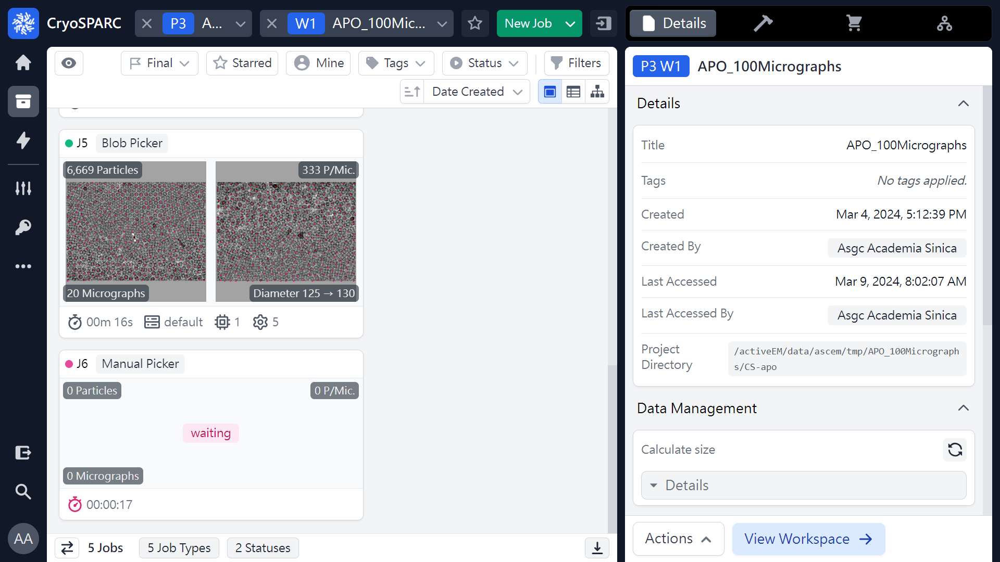 CryoSPARC
P3 A...
W1 APO_100Mic...
New Job
Details
Final
Starred
Mine
Tags
Status
Filters
Date Created
J5 Blob Picker
6,669 Particles
333 P/Mic.
20 Micrographs
Diameter 125 → 130
00m 16s default 1 5
J6 Manual Picker
0 Particles
0 P/Mic.
waiting
0 Micrographs
00:00:17
AA
5 Jobs
5 Job Types
2 Statuses
P3 W1 APO_100Micrographs
Details
Title APO_100Micrographs
Tags No tags applied.
Created Mar 4, 2024, 5:12:39 PM
Created By Asgc Academia Sinica
Last Accessed Mar 9, 2024, 8:02:07 AM
Last Accessed By Asgc Academia Sinica
Project
Directory
/activeEM/data/ascem/tmp/APO_100Micrograph
s/CS-apo
Data Management
Calculate size
Details
Actions
View Workspace